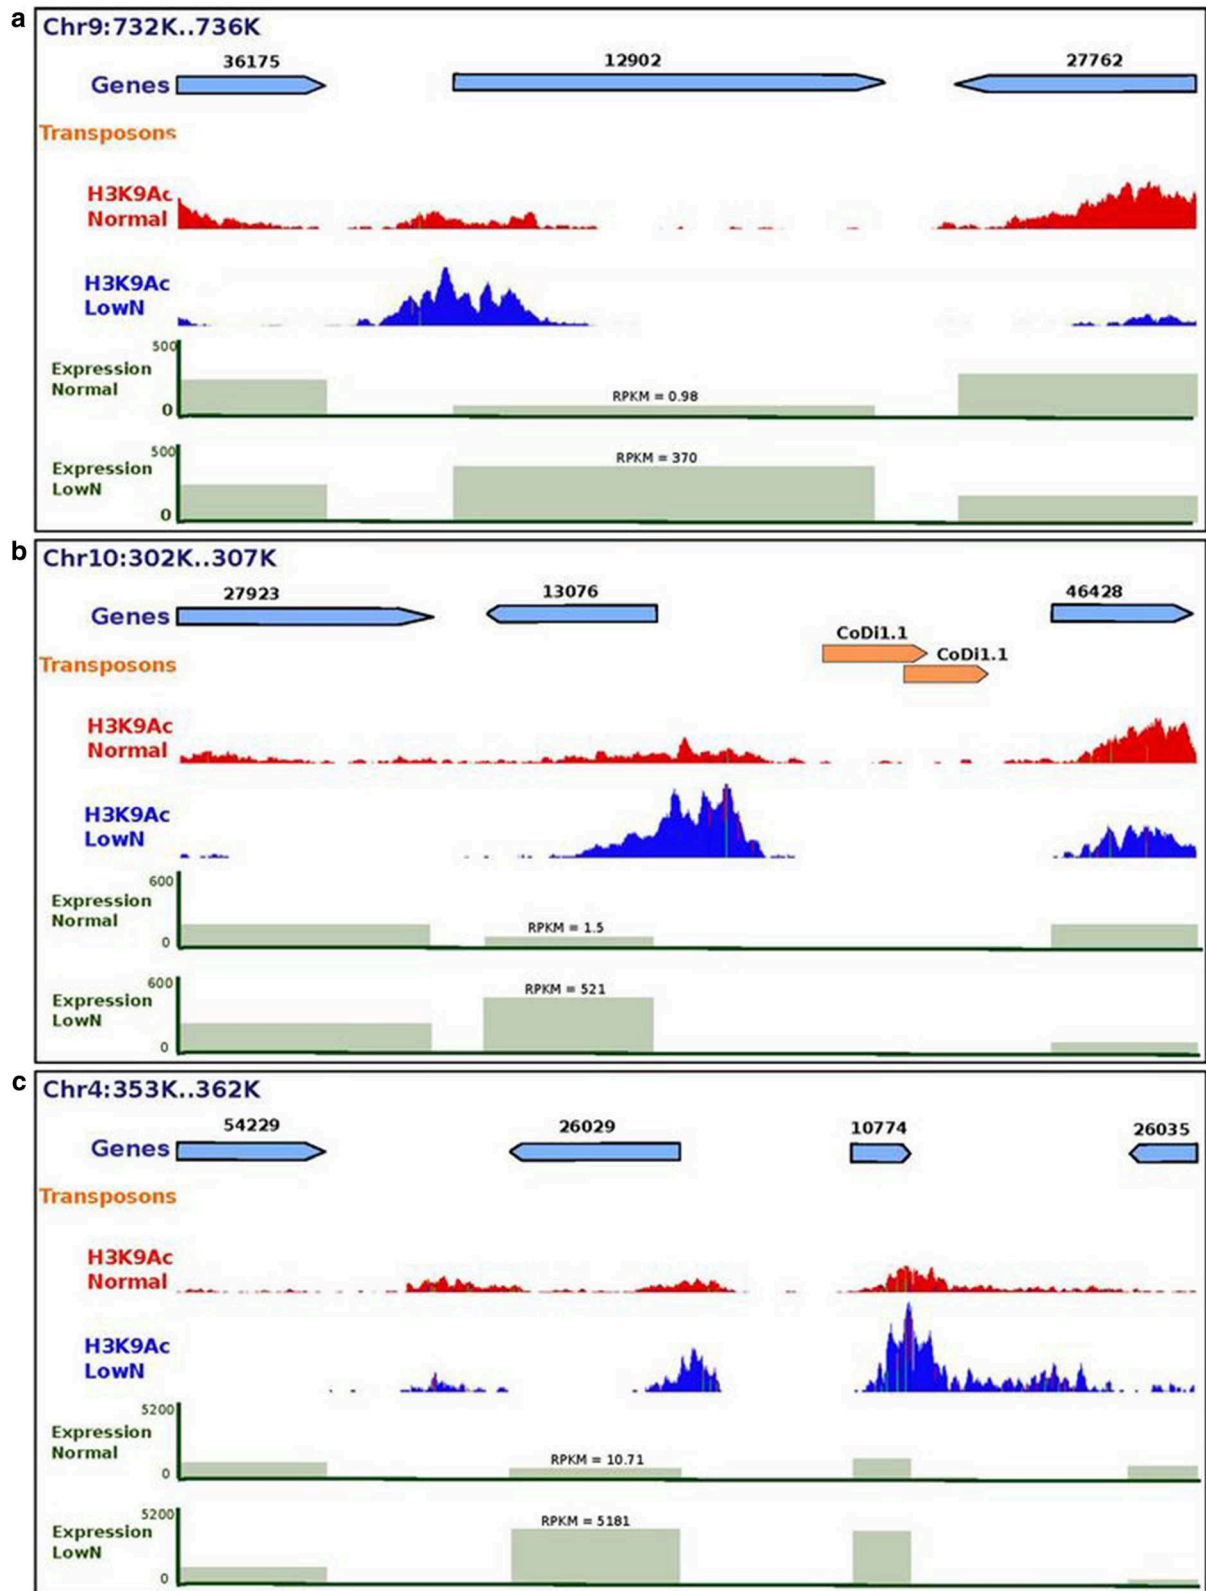 a
Chr9:732K..736K
36175 12902 27762
Genes
Transposons
H3K9Ac
Normal
H3K9Ac
LowN
500
Expression
Normal
RPKM = 0.98
0
500
Expression
LowN
RPKM = 370
0
b
Chr10:302K..307K
27923 13076 46428
Genes
CoDi1.1
Transposons
CoDi1.1
H3K9Ac
Normal
H3K9Ac
LowN
600
Expression
Normal
RPKM = 1.5
0
600
Expression
LowN
RPKM = 521
0
c
Chr4:353K..362K
54229 26029 10774 26035
Genes
Transposons
H3K9Ac
Normal
H3K9Ac
LowN
5200
Expression
Normal
RPKM = 10.71
0
5200
Expression
LowN
RPKM = 5181
0